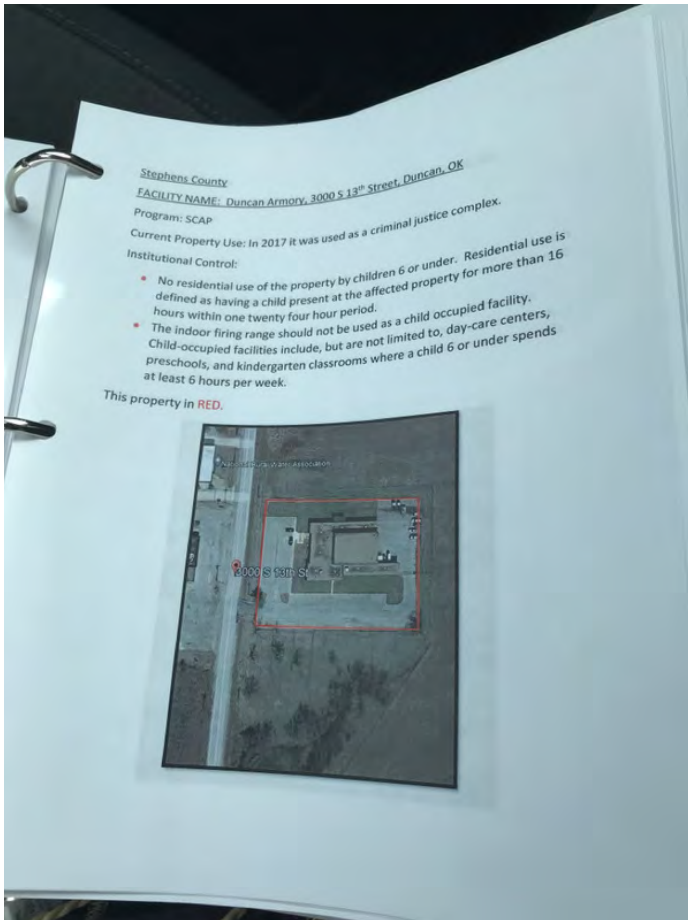 Stephens County
FACILITY NAME: Duncan Armory, 3000 S 13th Street, Duncan, OK
Program: SCAP
Current Property Use: In 2017 it was used as a criminal justice complex.
Institutional Control:
• No residential use of the property by children 6 or under. Residential use is
defined as having a child present at the affected property for more than 16
hours within one twenty four hour period.
• The indoor firing range should not be used as a child occupied facility.
Child-occupied facilities include, but are not limited to, day-care centers,
preschools, and kindergarten classrooms where a child 6 or under spends
at least 6 hours per week.
This property in RED.
National Rural Water Association
3000 S 13th St